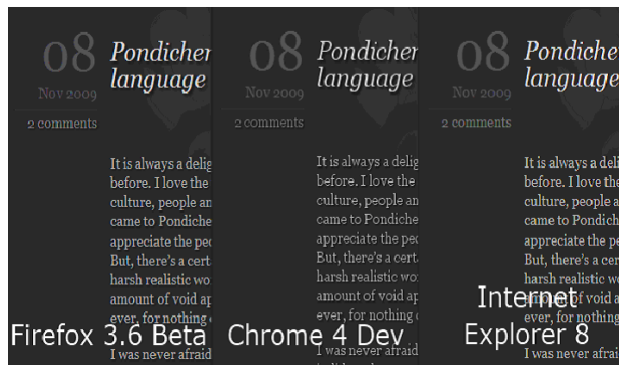 08
Nov 2009
2 comments
Pondicher
language
It is always a delig
before. I love the
culture, people an
came to Pondiche
appreciate the peo
But, there's a cert
harsh realistic wo
amount of void ap
ever, for nothing
I was never afraid
Firefox 3.6 Beta
08
Nov 2009
2 comments
Pondicher
language
It is always a delig
before. I love the
culture, people an
came to Pondiche
appreciate the peo
But, there's a cert
harsh realistic wo
amount of void ap
ever, for nothing
I was never afraid
Chrome 4 Dev
08
Nov 2009
2 comments
Pondiche
language
It is always a deli
before. I love the
culture, people a
came to Pondich
appreciate the pe
But, there's a cer
harsh realistic w
amount of void a
ever, for nothing
I was never afraid
Internet
Explorer 8